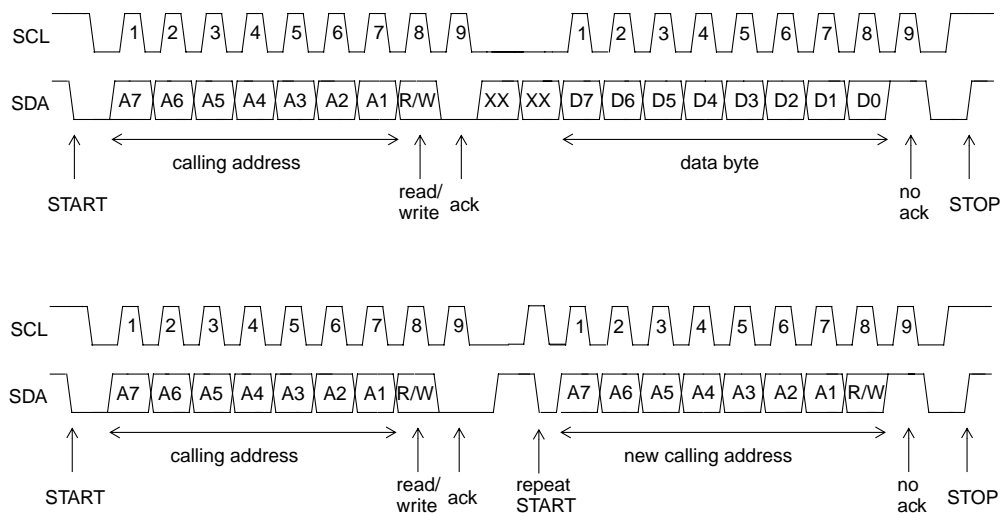 SCL 1 2 3 4 5 6 7 8 9 1 2 3 4 5 6 7 8 9
SDA A7 A6 A5 A4 A3 A2 A1 R/W XX XX D7 D6 D5 D4 D3 D2 D1 D0
calling address data byte
START read/ write ack no ack STOP
SCL 1 2 3 4 5 6 7 8 9 1 2 3 4 5 6 7 8 9
SDA A7 A6 A5 A4 A3 A2 A1 R/W A7 A6 A5 A4 A3 A2 A1 R/W
calling address new calling address
START read/ write ack repeat START no ack STOP